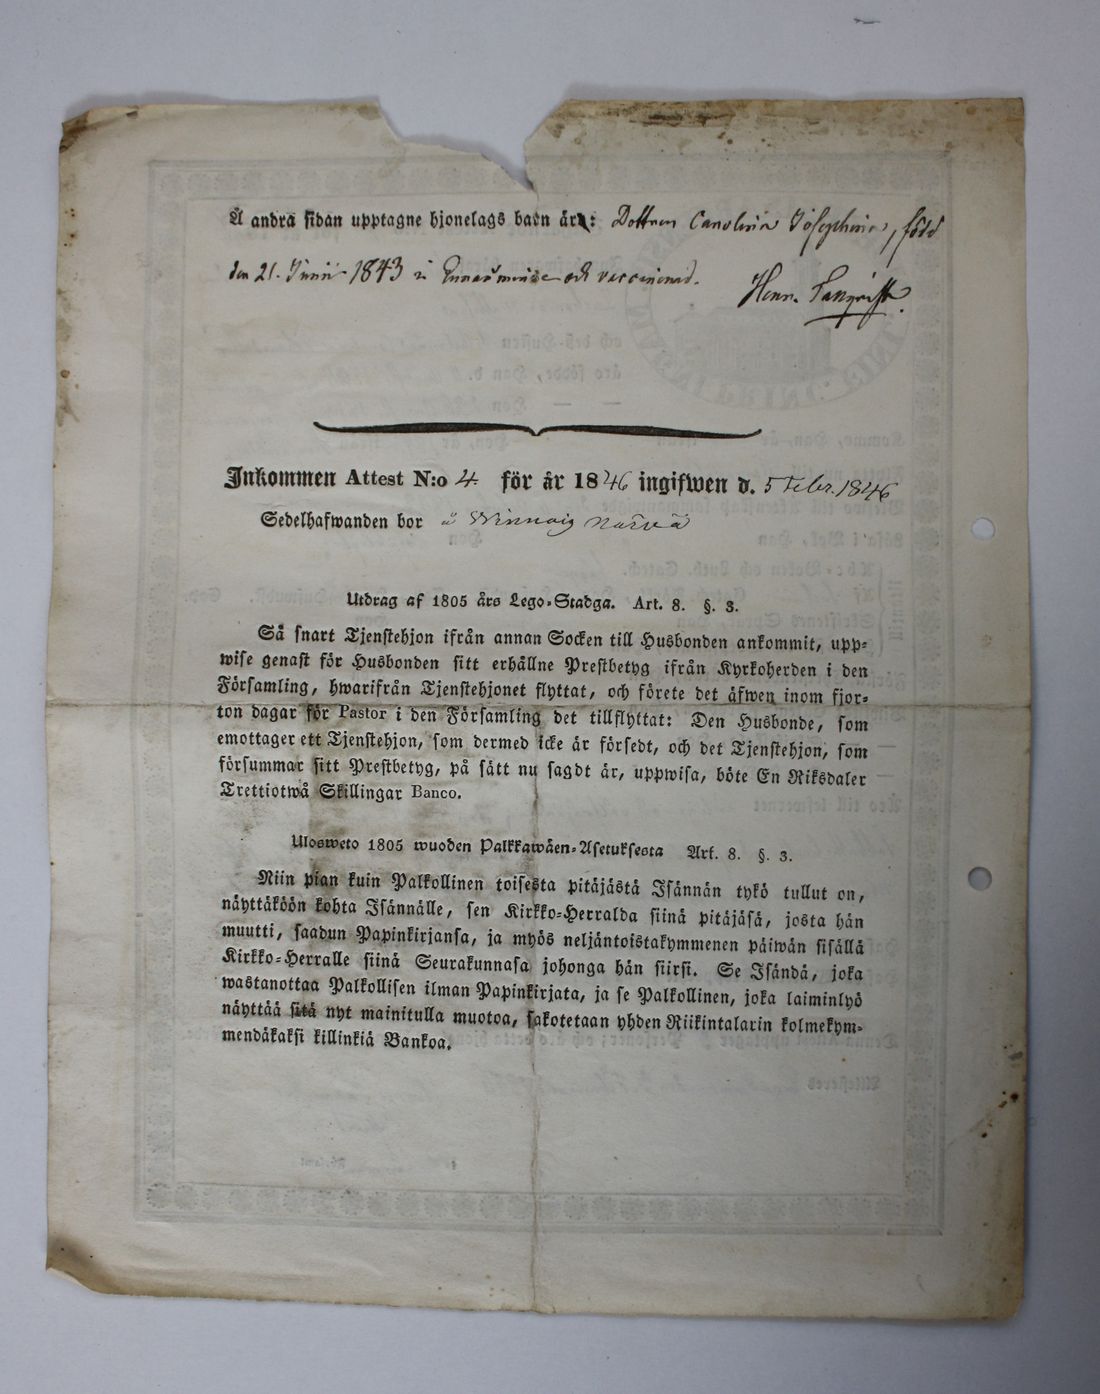 Å andra sidan upptagne hjonelags barn är: Dottren Carolina Josephina, född
den 21. Junii 1843 i och vaccinerad. Henr.
Inkommen Attest N:o 4 för år 1846 ingifwen d. 5 Febr. 1846
Sedelhafwanden bor å
Utdrag af 1805 års Lego-Stadga. Art. 8. §. 3.
Så snart Tjenstehjon ifrån annan Socken till Husbonden ankommit, upp-
wise genast för Husbonden sitt erhållne Prestbetyg ifrån Kyrkoherden i den
Församling, hwarifrån Tjenstehjonet flyttat, och förete det äfwen inom fjor-
ton dagar för Pastor i den Församling det tillflyttat: Den Husbonde, som
emottager ett Tjenstehjon, som dermed icke är försedt, och det Tjenstehjon, som
försummar sitt Prestbetyg, på sätt nu sagdt är, uppwisa, böte En Riksdaler
Trettiotwå Skillingar Banco.
Ulosweto 1805 wuoden Palkkawäen-Asetuksesta Art. 8. §. 3.
Niin pian kuin Palkollinen toisesta pitäjästä Isännän tykö tullut on,
näyttäköön kohta Isännälle, sen Kirkko-Herralda siinä pitäjäsä, josta hän
muutti, saadun Papinkirjansa, ja myös neljäntoistakymmenen päiwän sisällä
Kirkko-Herralle siinä Seurakunnasa johonga hän siirsi. Se Isändä, joka
wastanottaa Palkollisen ilman Papinkirjata, ja se Palkollinen, joka laiminlyö
näyttää sitä nyt mainitulla muotoa, sakotetaan yhden Riikintalarin kolmekym-
mendäkaksi killinkiä Bankoa.